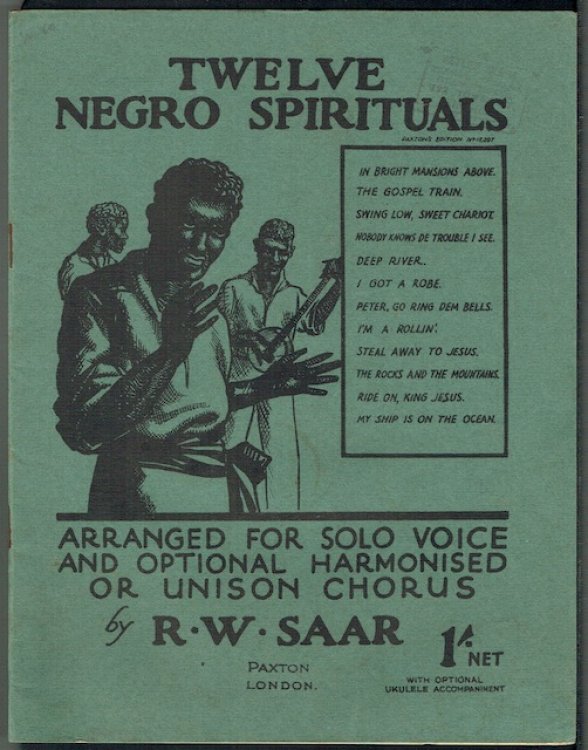 TWELVE
NEGRO SPIRITUALS
PAXTON'S EDITION
IN BRIGHT MANSIONS ABOVE.
THE GOSPEL TRAIN.
SWING LOW, SWEET CHARIOT.
NOBODY KNOWS DE TROUBLE I SEE.
DEEP RIVER.
I GOT A ROBE.
PETER, GO RING DEM BELLS.
I'M A ROLLIN'.
STEAL AWAY TO JESUS.
THE ROCKS AND THE MOUNTAINS.
RIDE ON, KING JESUS.
MY SHIP IS ON THE OCEAN.
ARRANGED FOR SOLO VOICE
AND OPTIONAL HARMONISED
OR UNISON CHORUS
by R·W·SAAR
1/- NET
PAXTON
LONDON.
WITH OPTIONAL
UKULELE ACCOMPANIMENT